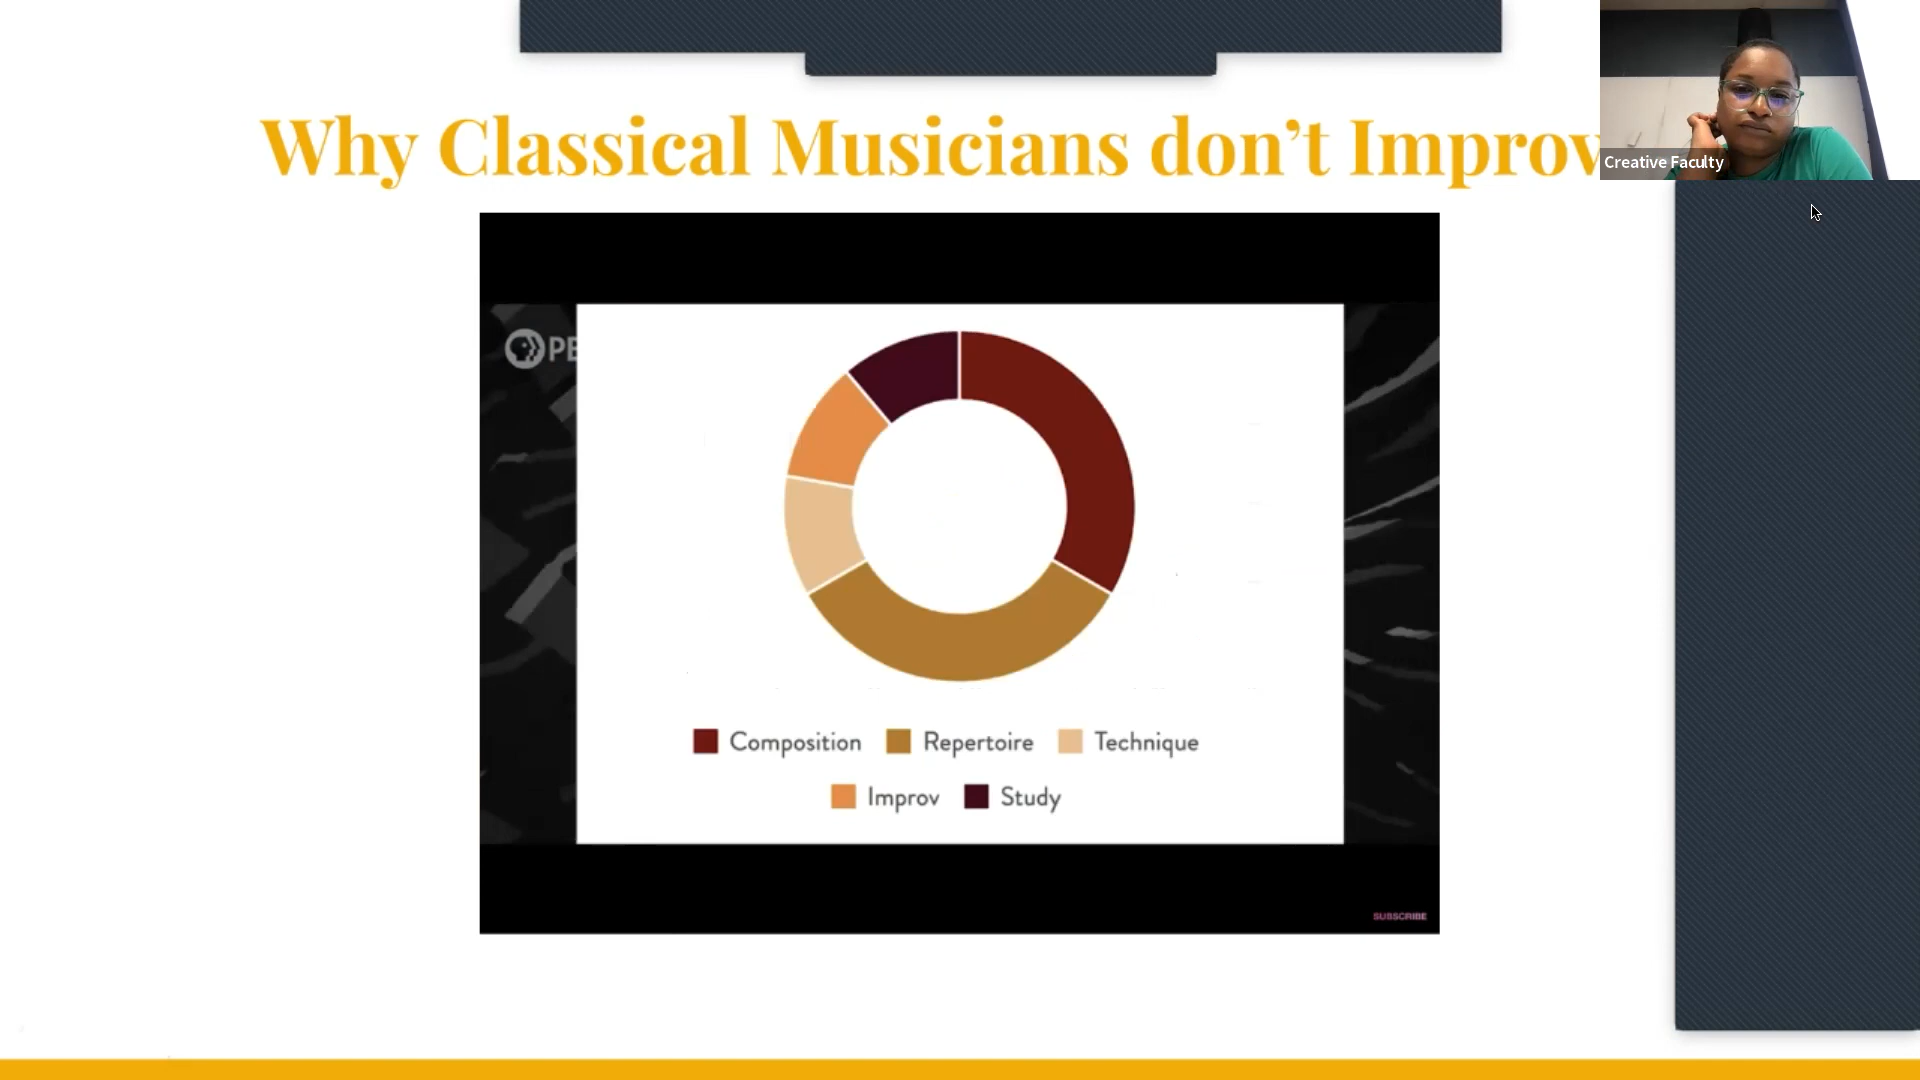 Why Classical Musicians don’t Improv
Creative Faculty
Composition Repertoire Technique
Improv Study
SUBSCRIBE